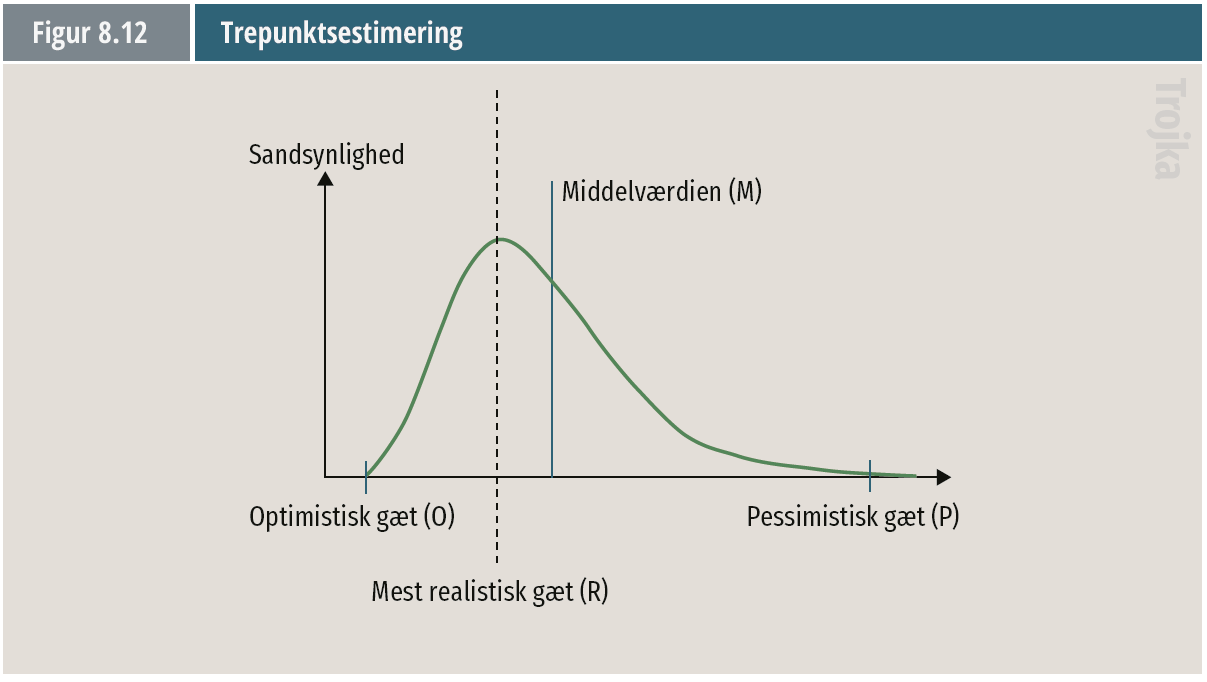 Figur 8.12
Trepunktsestimering
Trojka
Sandsynlighed
Middelværdien (M)
Optimistisk gæt (O)
Pessimistisk gæt (P)
Mest realistisk gæt (R)